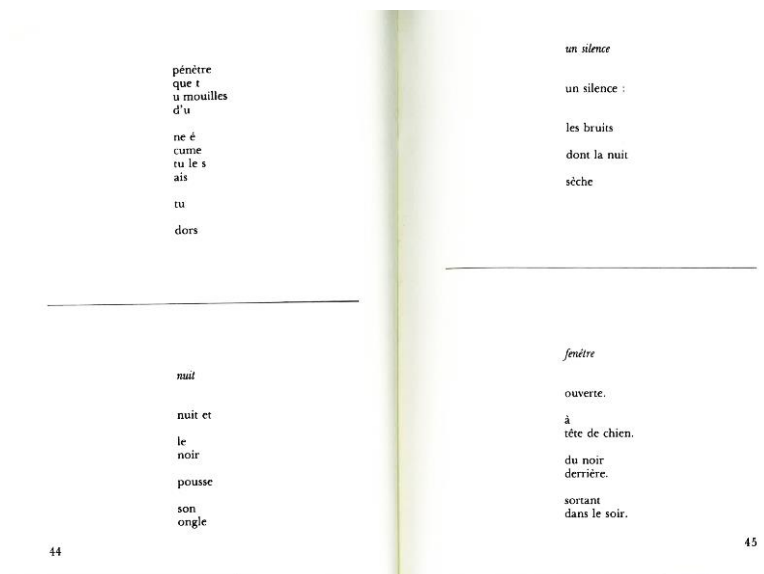 pénètre
que t
u mouilles
d'u
ne é
cume
tu le s
ais
tu
dors
nuit
nuit et
le
noir
pousse
son
ongle
44
un silence
un silence :
les bruits
dont la nuit
sèche
fenêtre
ouverte.
à
tête de chien.
du noir
derrière.
sortant
dans le soir.
45